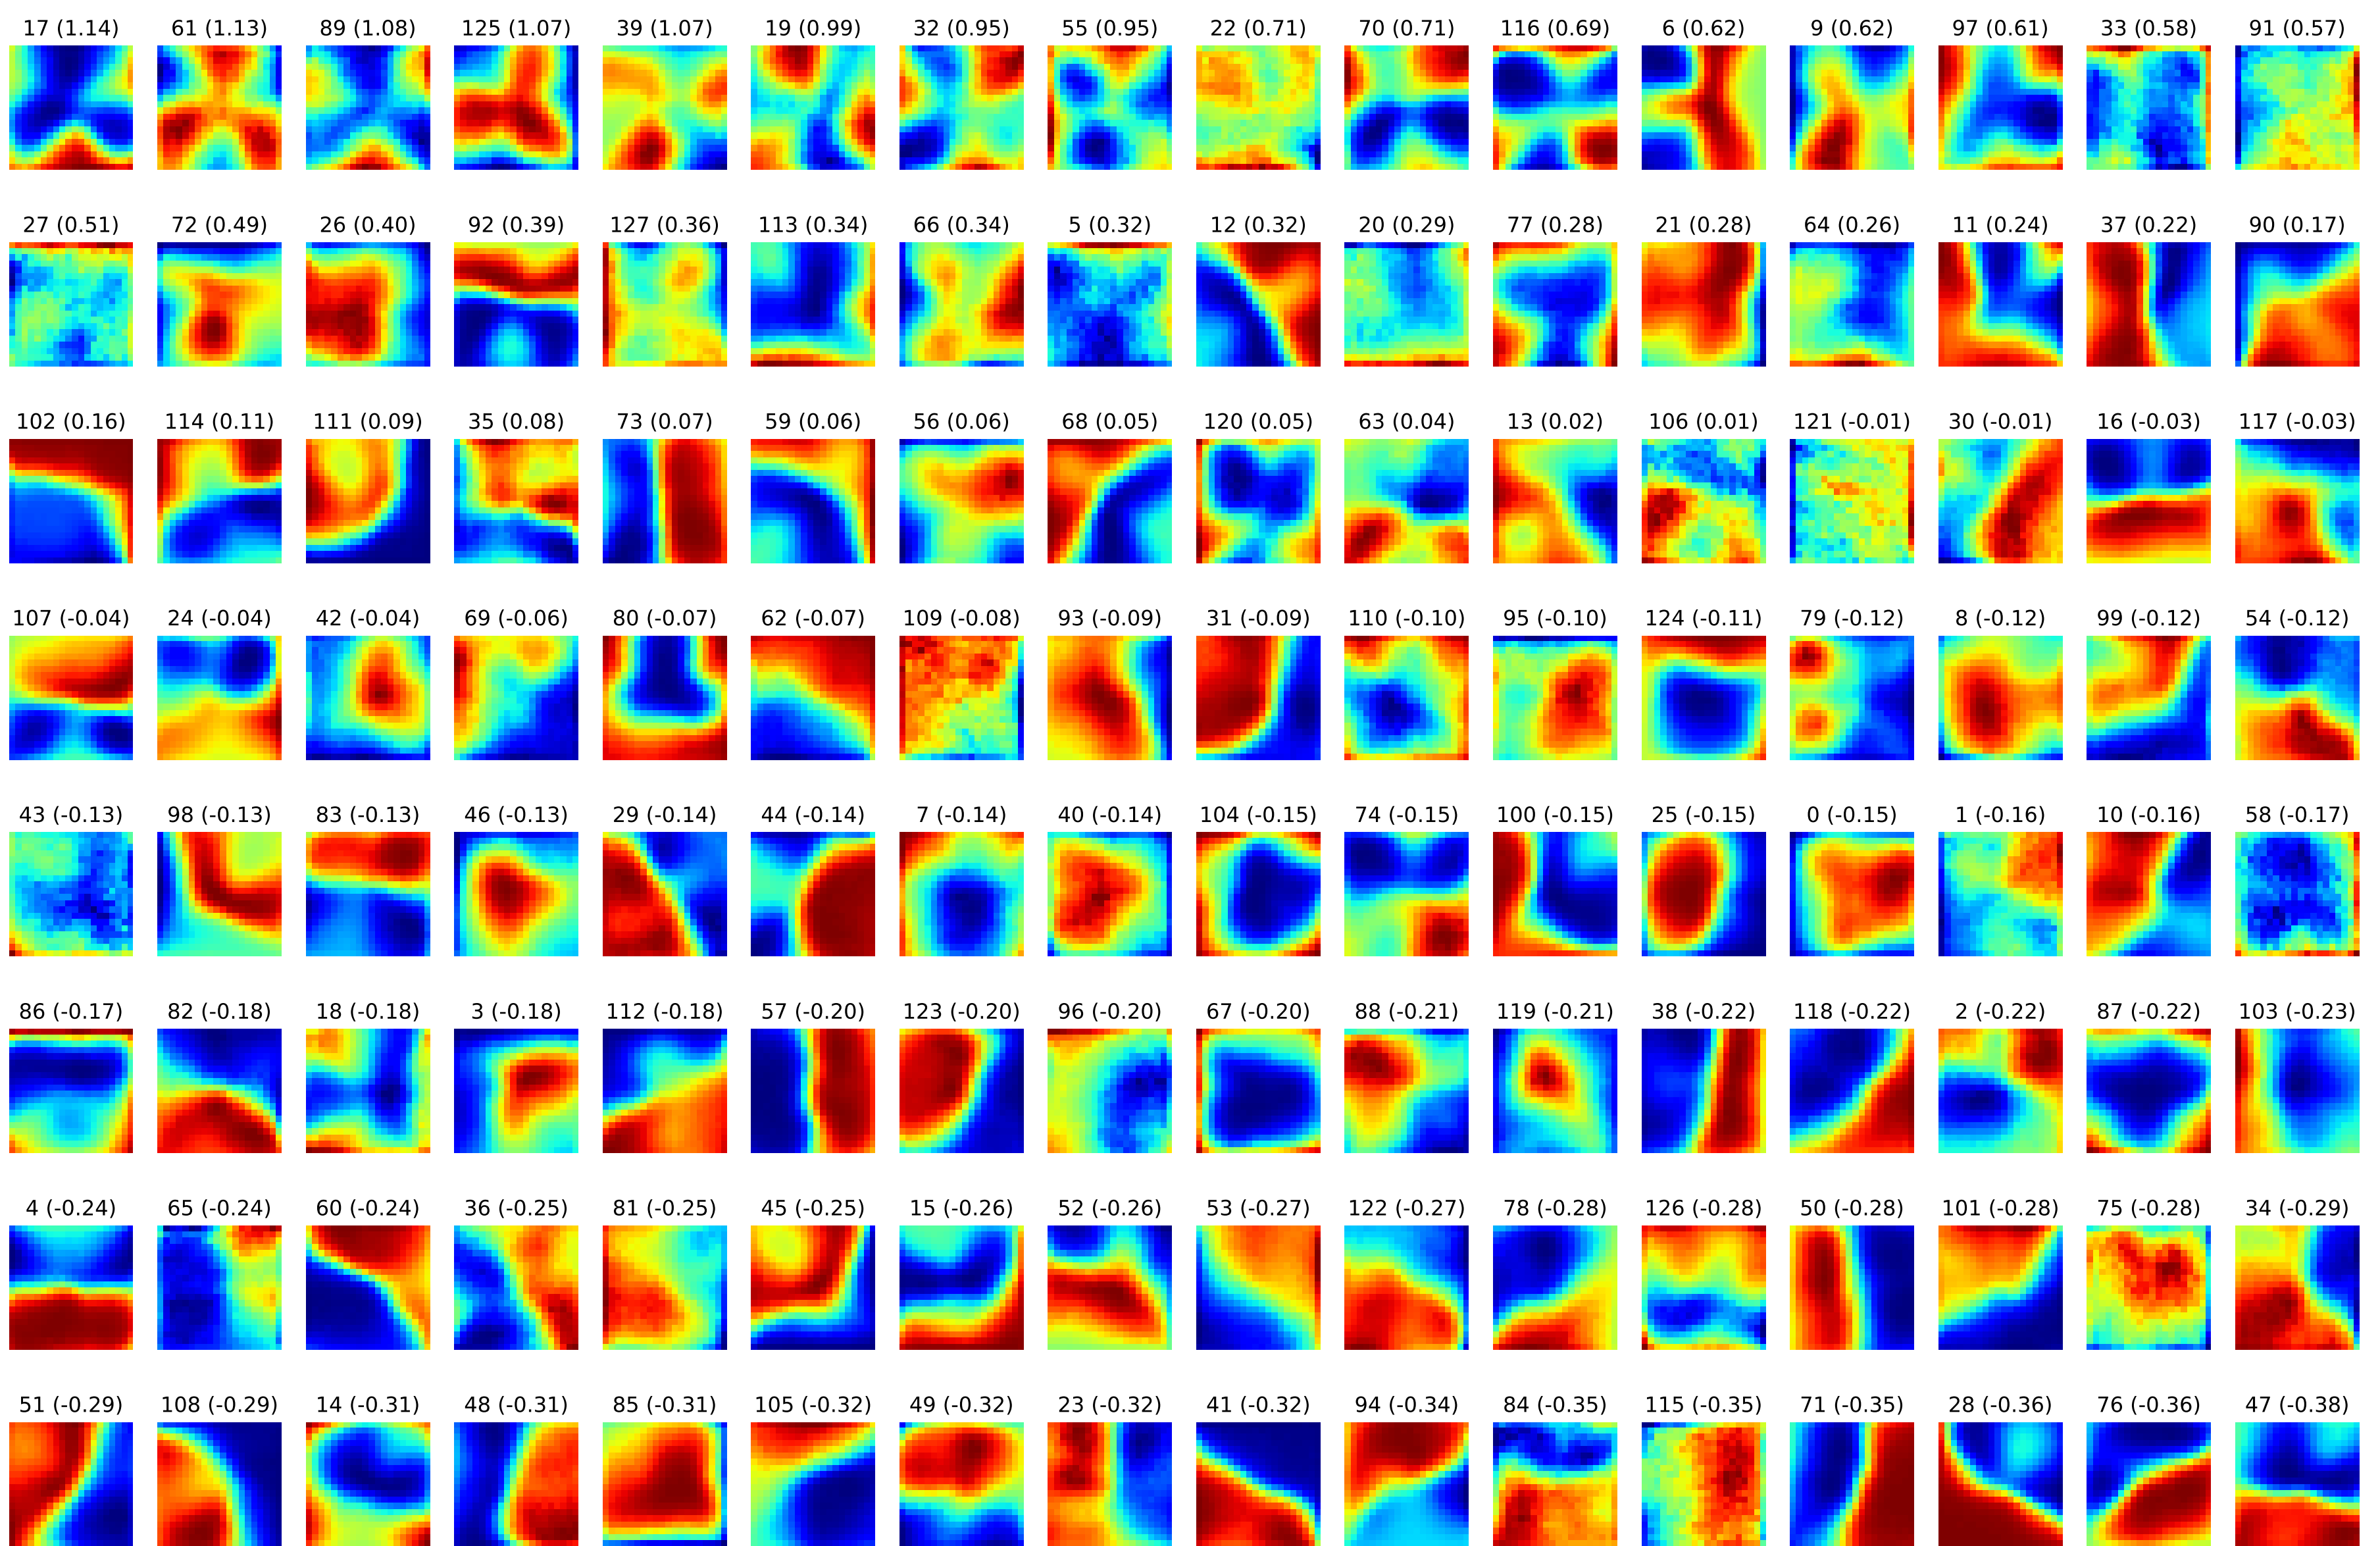 17 (1.14) 61 (1.13) 89 (1.08) 125 (1.07) 39 (1.07) 19 (0.99) 32 (0.95) 55 (0.95) 22 (0.71) 70 (0.71) 116 (0.69) 6 (0.62) 9 (0.62) 97 (0.61) 33 (0.58) 91 (0.57)
27 (0.51) 72 (0.49) 26 (0.40) 92 (0.39) 127 (0.36) 113 (0.34) 66 (0.34) 5 (0.32) 12 (0.32) 20 (0.29) 77 (0.28) 21 (0.28) 64 (0.26) 11 (0.24) 37 (0.22) 90 (0.17)
102 (0.16) 114 (0.11) 111 (0.09) 35 (0.08) 73 (0.07) 59 (0.06) 56 (0.06) 68 (0.05) 120 (0.05) 63 (0.04) 13 (0.02) 106 (0.01) 121 (-0.01) 30 (-0.01) 16 (-0.03) 117 (-0.03)
107 (-0.04) 24 (-0.04) 42 (-0.04) 69 (-0.06) 80 (-0.07) 62 (-0.07) 109 (-0.08) 93 (-0.09) 31 (-0.09) 110 (-0.10) 95 (-0.10) 124 (-0.11) 79 (-0.12) 8 (-0.12) 99 (-0.12) 54 (-0.12)
43 (-0.13) 98 (-0.13) 83 (-0.13) 46 (-0.13) 29 (-0.14) 44 (-0.14) 7 (-0.14) 40 (-0.14) 104 (-0.15) 74 (-0.15) 100 (-0.15) 25 (-0.15) 0 (-0.15) 1 (-0.16) 10 (-0.16) 58 (-0.17)
86 (-0.17) 82 (-0.18) 18 (-0.18) 3 (-0.18) 112 (-0.18) 57 (-0.20) 123 (-0.20) 96 (-0.20) 67 (-0.20) 88 (-0.21) 119 (-0.21) 38 (-0.22) 118 (-0.22) 2 (-0.22) 87 (-0.22) 103 (-0.23)
4 (-0.24) 65 (-0.24) 60 (-0.24) 36 (-0.25) 81 (-0.25) 45 (-0.25) 15 (-0.26) 52 (-0.26) 53 (-0.27) 122 (-0.27) 78 (-0.28) 126 (-0.28) 50 (-0.28) 101 (-0.28) 75 (-0.28) 34 (-0.29)
51 (-0.29) 108 (-0.29) 14 (-0.31) 48 (-0.31) 85 (-0.31) 105 (-0.32) 49 (-0.32) 23 (-0.32) 41 (-0.32) 94 (-0.34) 84 (-0.35) 115 (-0.35) 71 (-0.35) 28 (-0.36) 76 (-0.36) 47 (-0.38)